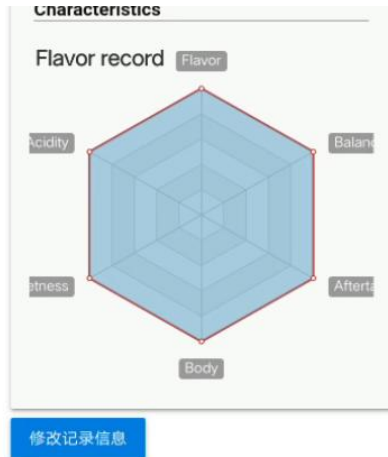 Characteristics
Flavor record
Flavor
Acidity
Balanc
etness
Afterta
Body
修改记录信息